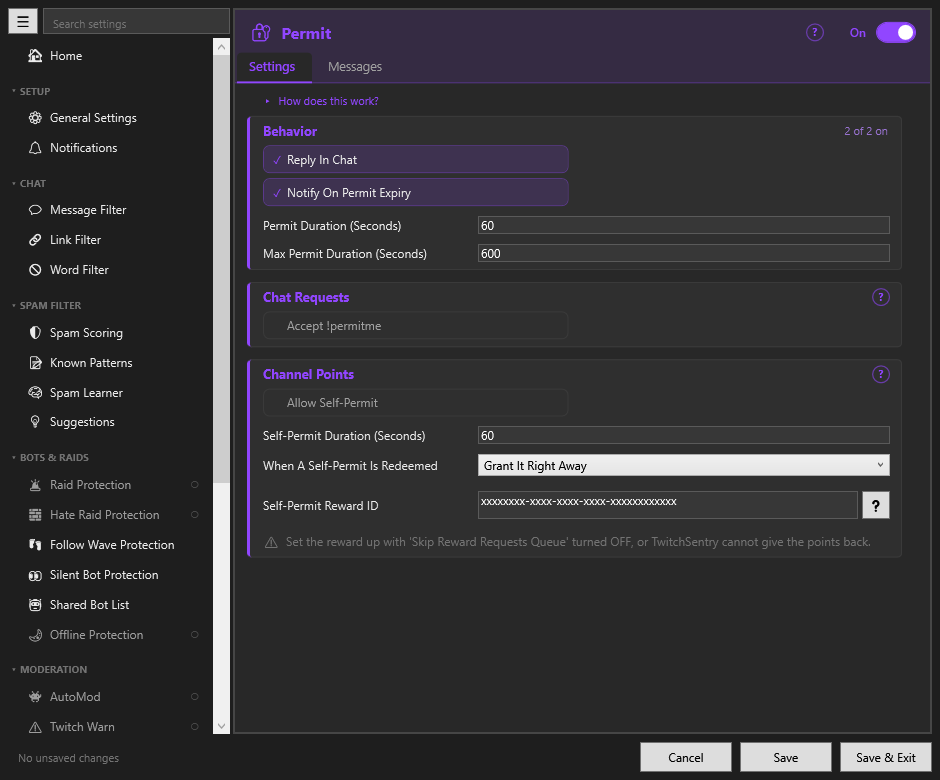 Search settings
Home
SETUP
General Settings
Notifications
CHAT
Message Filter
Link Filter
Word Filter
SPAM FILTER
Spam Scoring
Known Patterns
Spam Learner
Suggestions
BOTS & RAIDS
Raid Protection
Hate Raid Protection
Follow Wave Protection
Silent Bot Protection
Shared Bot List
Offline Protection
MODERATION
AutoMod
Twitch Warn
No unsaved changes
Permit
? On
Settings Messages
How does this work?
Behavior 2 of 2 on
✓ Reply In Chat
✓ Notify On Permit Expiry
Permit Duration (Seconds) 60
Max Permit Duration (Seconds) 600
Chat Requests ?
Accept !permitme
Channel Points ?
Allow Self-Permit
Self-Permit Duration (Seconds) 60
When A Self-Permit Is Redeemed Grant It Right Away
Self-Permit Reward ID xxxxxxxx-xxxx-xxxx-xxxx-xxxxxxxxxxxx ?
Set the reward up with 'Skip Reward Requests Queue' turned OFF, or TwitchSentry cannot give the points back.
Cancel Save Save & Exit